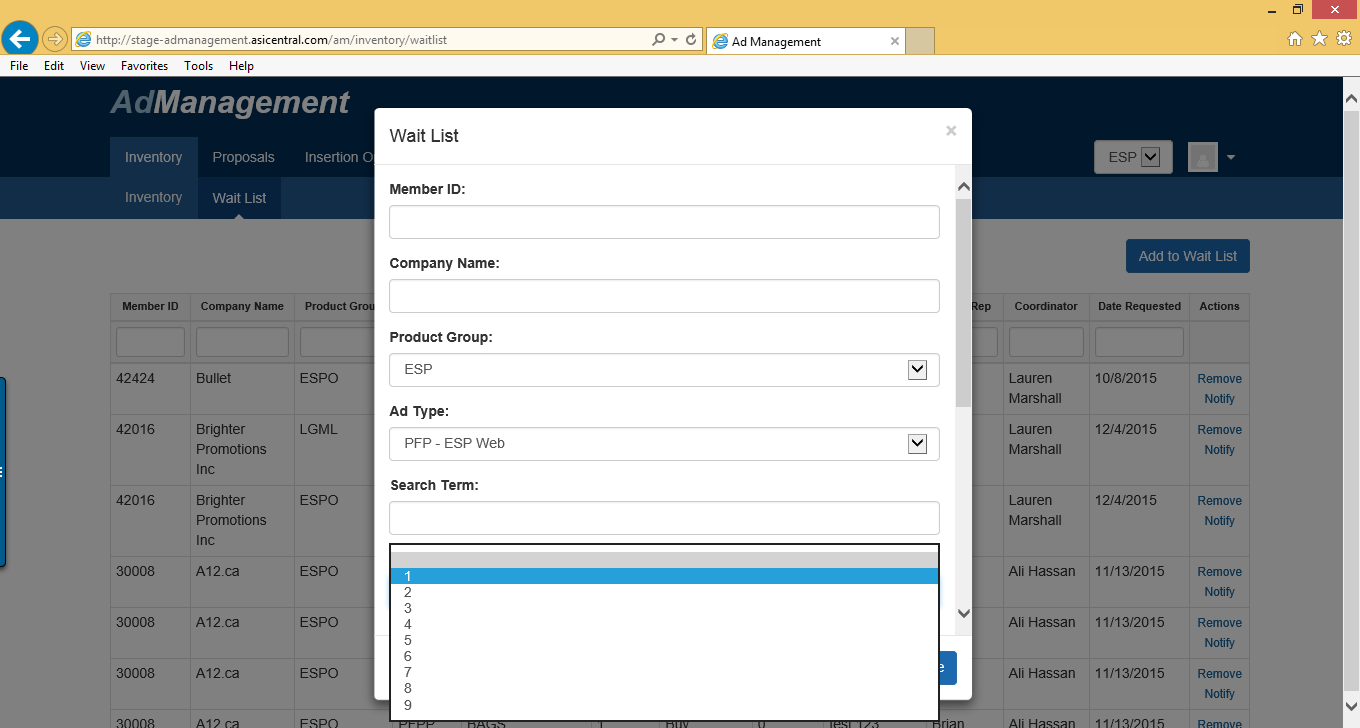 http://stage-admanagement.asicentral.com/am/inventory/waitlist
Ad Management
File Edit View Favorites Tools Help
AdManagement
Inventory Proposals Insertion
ESP
Inventory Wait List
Add to Wait List
Wait List
Member ID:
Company Name:
Product Group:
ESP
Ad Type:
PFP - ESP Web
Search Term:
1
2
3
4
5
6
7
8
9
Member ID Company Name Product Rep Coordinator Date Requested Actions
42424 Bullet ESPO Lauren Marshall 10/8/2015 Remove
Notify
42016 Brighter Promotions Inc LGML Lauren Marshall 12/4/2015 Remove
Notify
42016 Brighter Promotions Inc ESPO Lauren Marshall 12/4/2015 Remove
Notify
30008 A12.ca ESPO Ali Hassan 11/13/2015 Remove
Notify
30008 A12.ca ESPO Ali Hassan 11/13/2015 Remove
Notify
30008 A12.ca ESPO Ali Hassan 11/13/2015 Remove
Notify
30008 A12.ca ESPO Brian Ali Hassan 11/13/2015 Remove